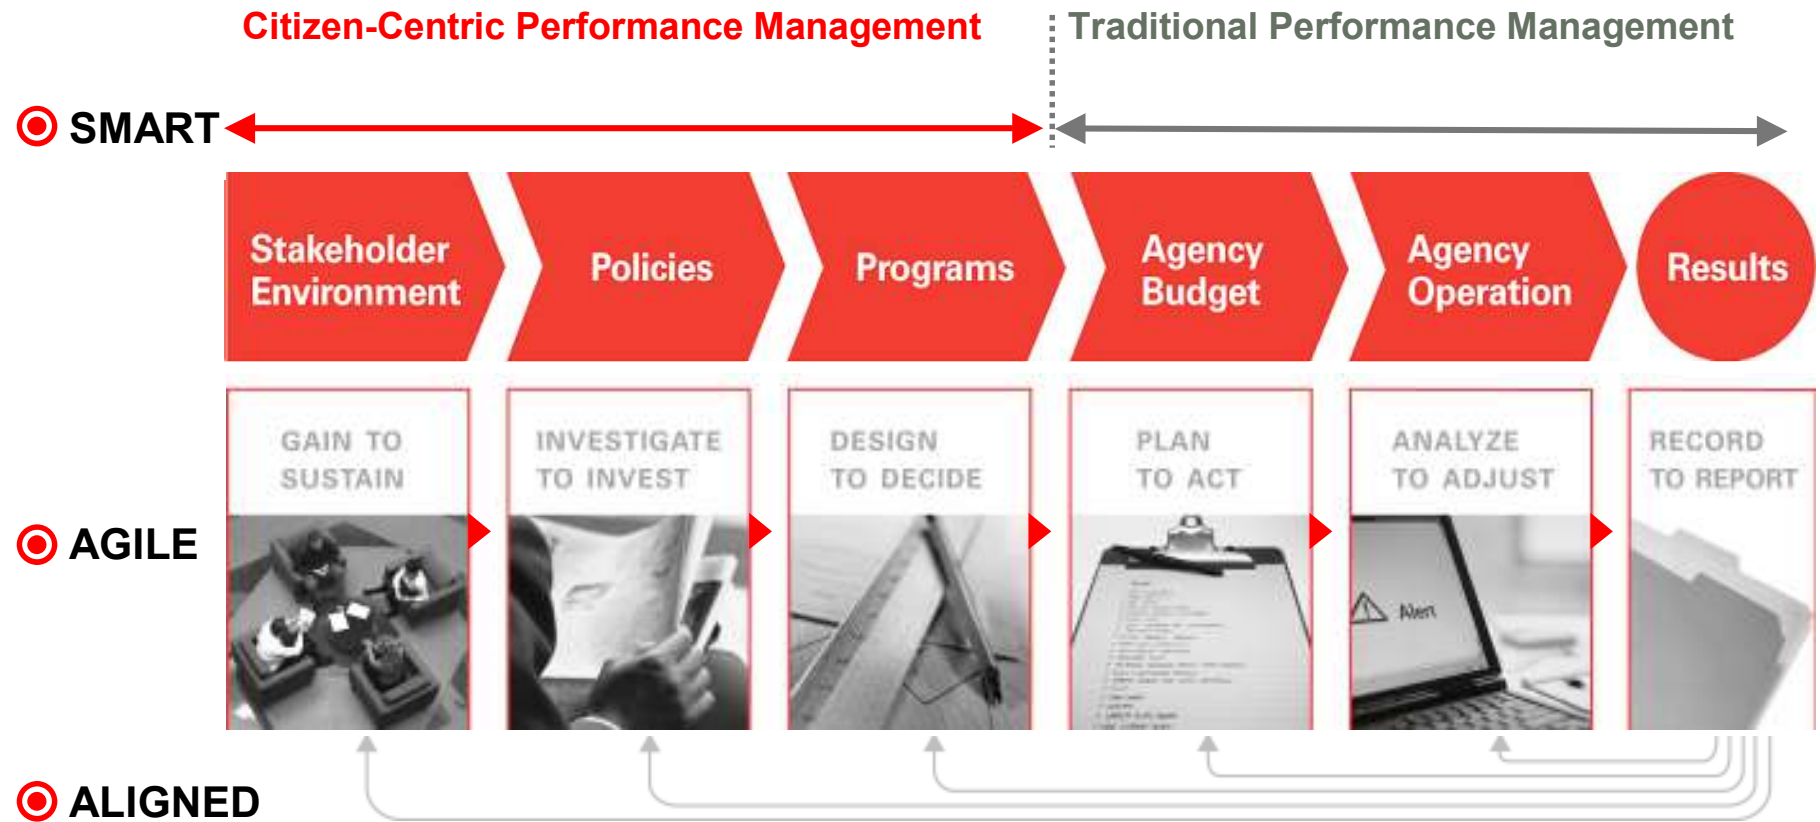 Citizen-Centric Performance Management
Traditional Performance Management
SMART
Stakeholder
Environment
Policies
Programs
Agency
Budget
Agency
Operation
Results
GAIN TO
SUSTAIN
INVESTIGATE
TO INVEST
DESIGN
TO DECIDE
PLAN
TO ACT
ANALYZE
TO ADJUST
RECORD
TO REPORT
AGILE
Alert
ALIGNED